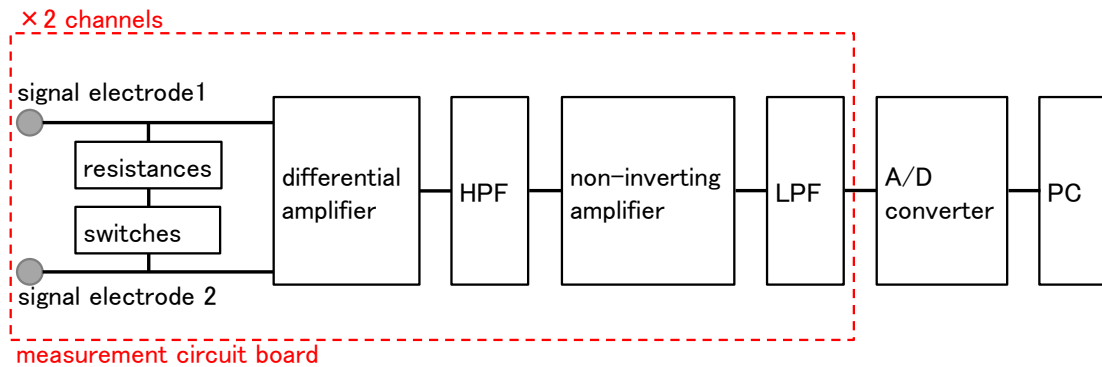 ×2 channels
signal electrode1
resistances
switches
signal electrode 2
differential
amplifier
HPF
non-inverting
amplifier
LPF
A/D
converter
PC
measurement circuit board